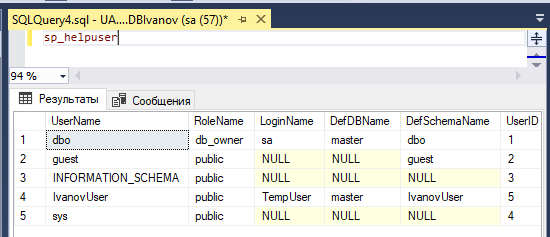 SQLQuery4.sql - UA....DBIvanov (sa (57))*
sp_helpuser
94 %
Результаты Сообщения
UserName RoleName LoginName DefDBName DefSchemaName UserID
1 dbo db_owner sa master dbo 1
2 guest public NULL NULL guest 2
3 INFORMATION_SCHEMA public NULL NULL NULL 3
4 IvanovUser public TempUser master IvanovUser 5
5 sys public NULL NULL NULL 4